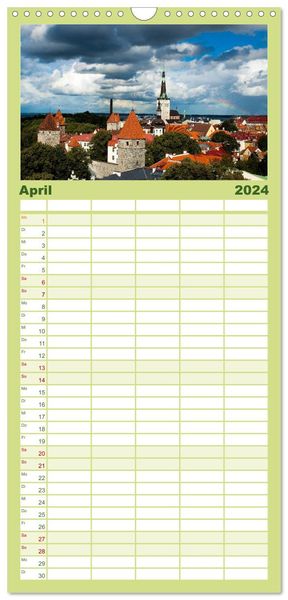 April 2024
Mo 1
Di 2
Mi 3
Do 4
Fr 5
Sa 6
So 7
Mo 8
Di 9
Mi 10
Do 11
Fr 12
Sa 13
So 14
Mo 15
Di 16
Mi 17
Do 18
Fr 19
Sa 20
So 21
Mo 22
Di 23
Mi 24
Do 25
Fr 26
Sa 27
So 28
Mo 29
Di 30